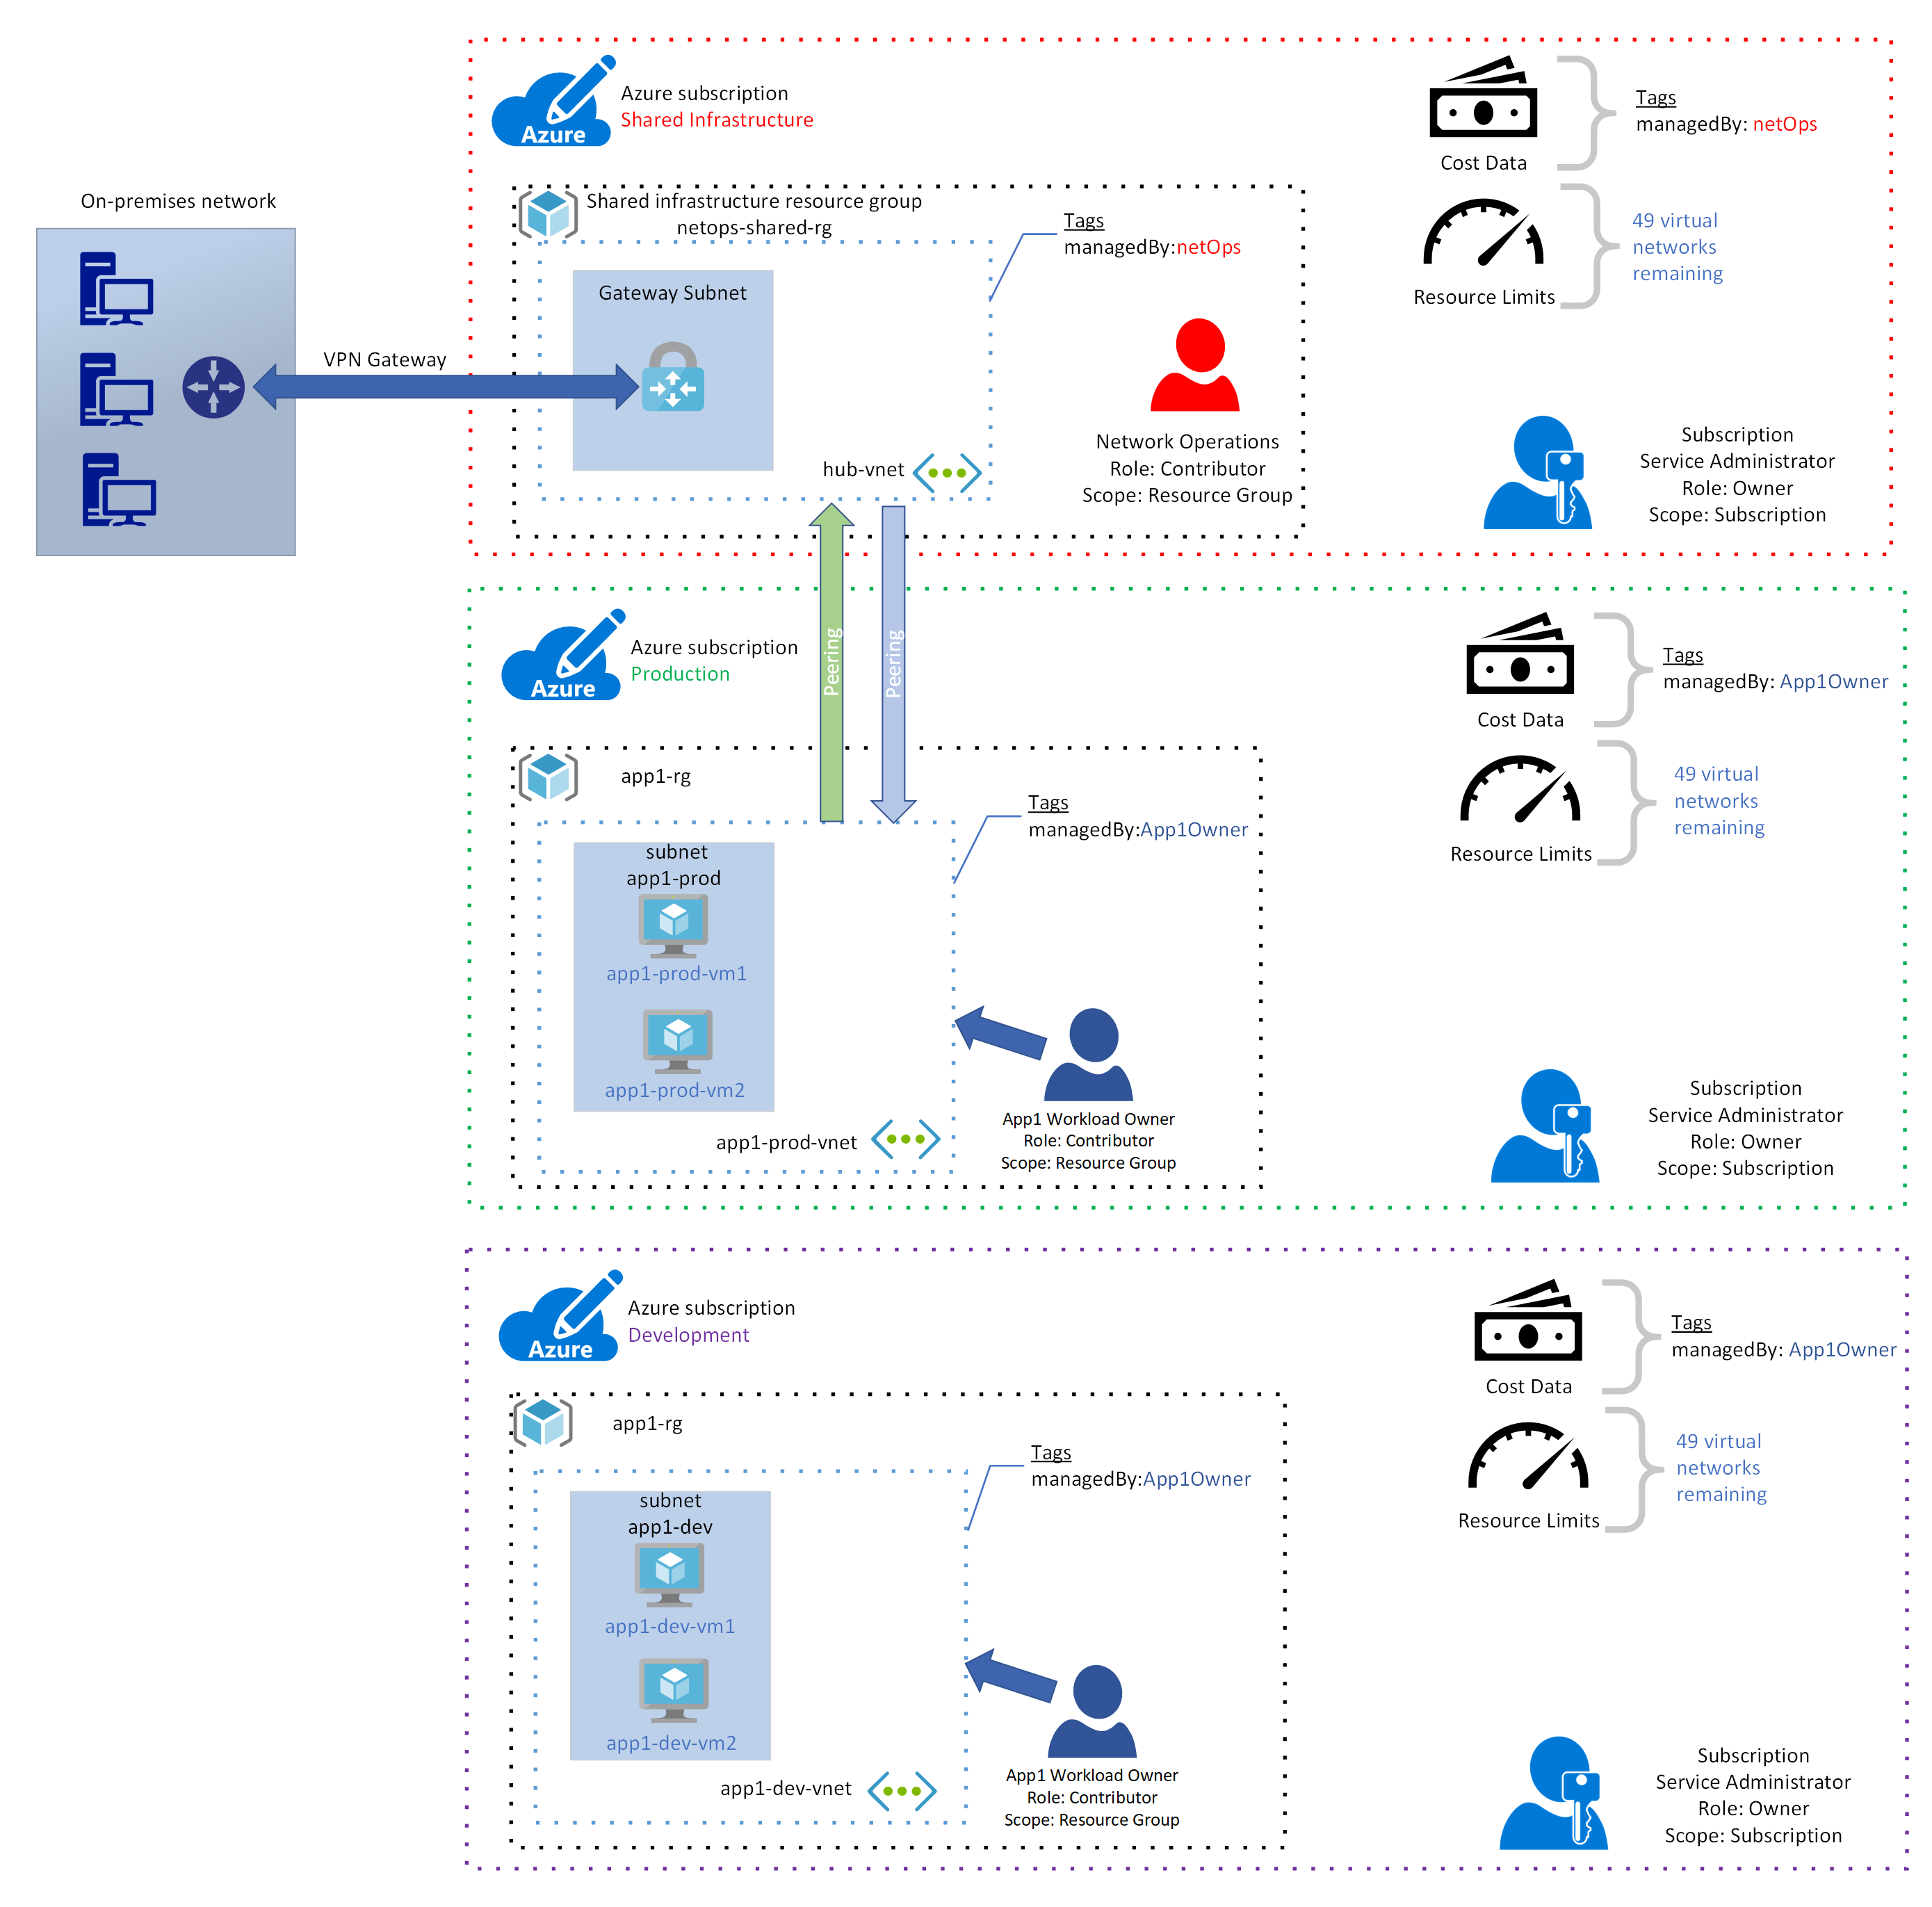 On-premises network
VPN Gateway
Azure
Azure subscription
Shared Infrastructure
Shared infrastructure resource group
netops-shared-rg
Gateway Subnet
hub-vnet
Tags
managedBy:netOps
Network Operations
Role: Contributor
Scope: Resource Group
Cost Data
Tags
managedBy: netOps
Resource Limits
49 virtual
networks
remaining
Subscription
Service Administrator
Role: Owner
Scope: Subscription
Peering
Peering
Azure
Azure subscription
Production
app1-rg
subnet
app1-prod
app1-prod-vm1
app1-prod-vm2
app1-prod-vnet
Tags
managedBy:App1Owner
App1 Workload Owner
Role: Contributor
Scope: Resource Group
Cost Data
Tags
managedBy: App1Owner
Resource Limits
49 virtual
networks
remaining
Subscription
Service Administrator
Role: Owner
Scope: Subscription
Azure
Azure subscription
Development
app1-rg
subnet
app1-dev
app1-dev-vm1
app1-dev-vm2
app1-dev-vnet
Tags
managedBy:App1Owner
App1 Workload Owner
Role: Contributor
Scope: Resource Group
Cost Data
Tags
managedBy: App1Owner
Resource Limits
49 virtual
networks
remaining
Subscription
Service Administrator
Role: Owner
Scope: Subscription